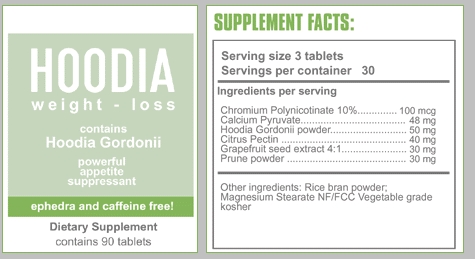 HOODIA
weight - loss
contains
Hoodia Gordonii
powerful
appetite
suppressant
ephedra and caffeine free!
Dietary Supplement
contains 90 tablets
SUPPLEMENT FACTS:
Serving size 3 tablets
Servings per container 30
Ingredients per serving
Chromium Polynicotinate 10%............ 100 mcg
Calcium Pyruvate................................ 48 mg
Hoodia Gordonii powder....................... 50 mg
Citrus Pectin ...................................... 40 mg
Grapefruit seed extract 4:1.................... 30 mg
Prune powder ..................................... 30 mg
Other ingredients: Rice bran powder;
Magnesium Stearate NF/FCC Vegetable grade
kosher